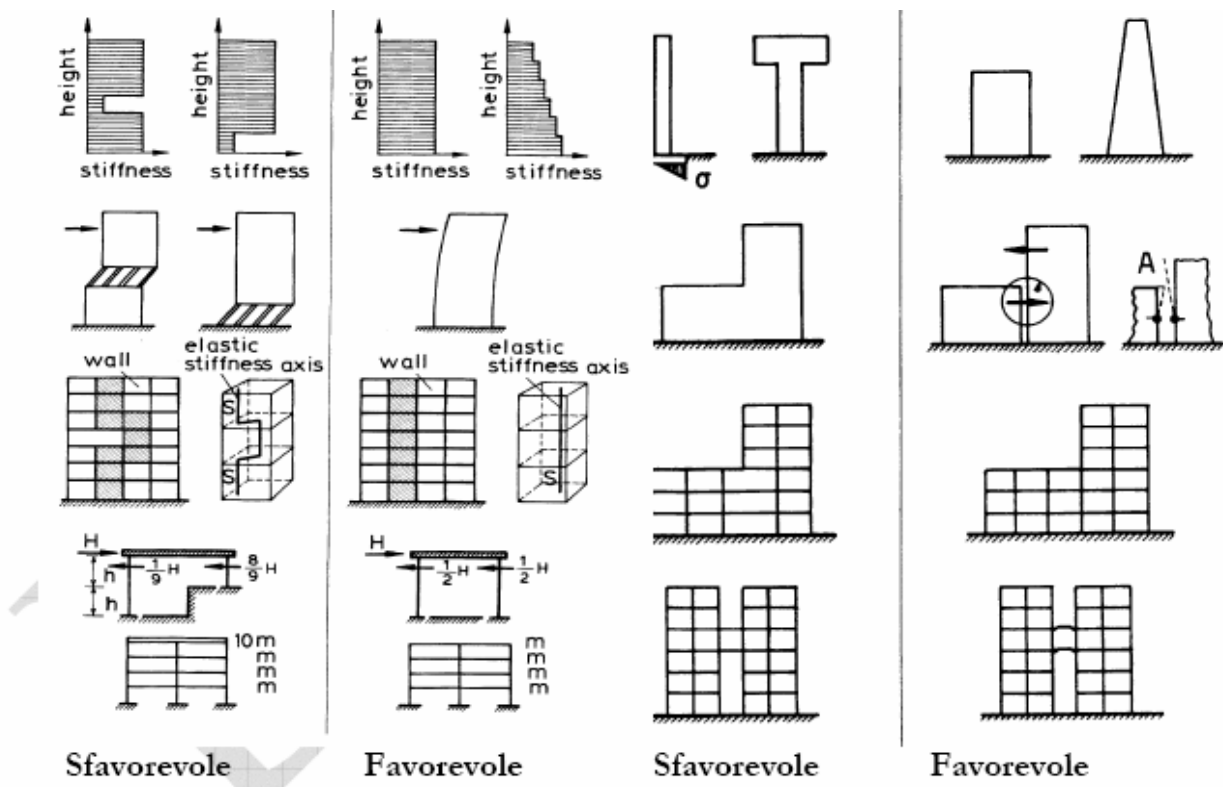 height
stiffness
height
stiffness
height
stiffness
height
stiffness
σ
A
wall
elastic
stiffness axis
S
S
wall
elastic
stiffness axis
S
H
h
1/9 H
8/9 H
h
H
1/2 H
1/2 H
10 m
m
m
m
m
m
m
m
Sfavorevole
Favorevole
Sfavorevole
Favorevole